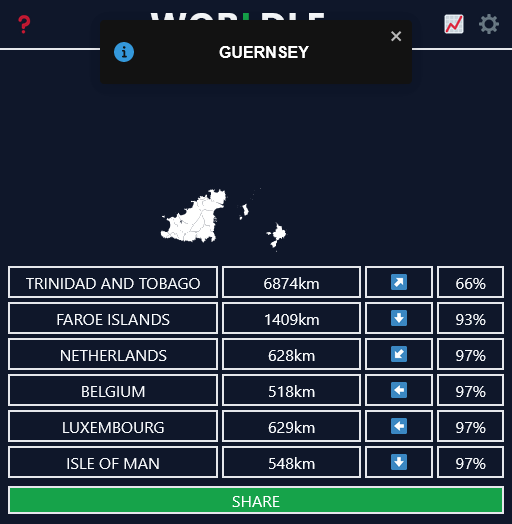 WORLDLE
GUERNSEY
TRINIDAD AND TOBAGO 6874km 66%
FAROE ISLANDS 1409km 93%
NETHERLANDS 628km 97%
BELGIUM 518km 97%
LUXEMBOURG 629km 97%
ISLE OF MAN 548km 97%
SHARE